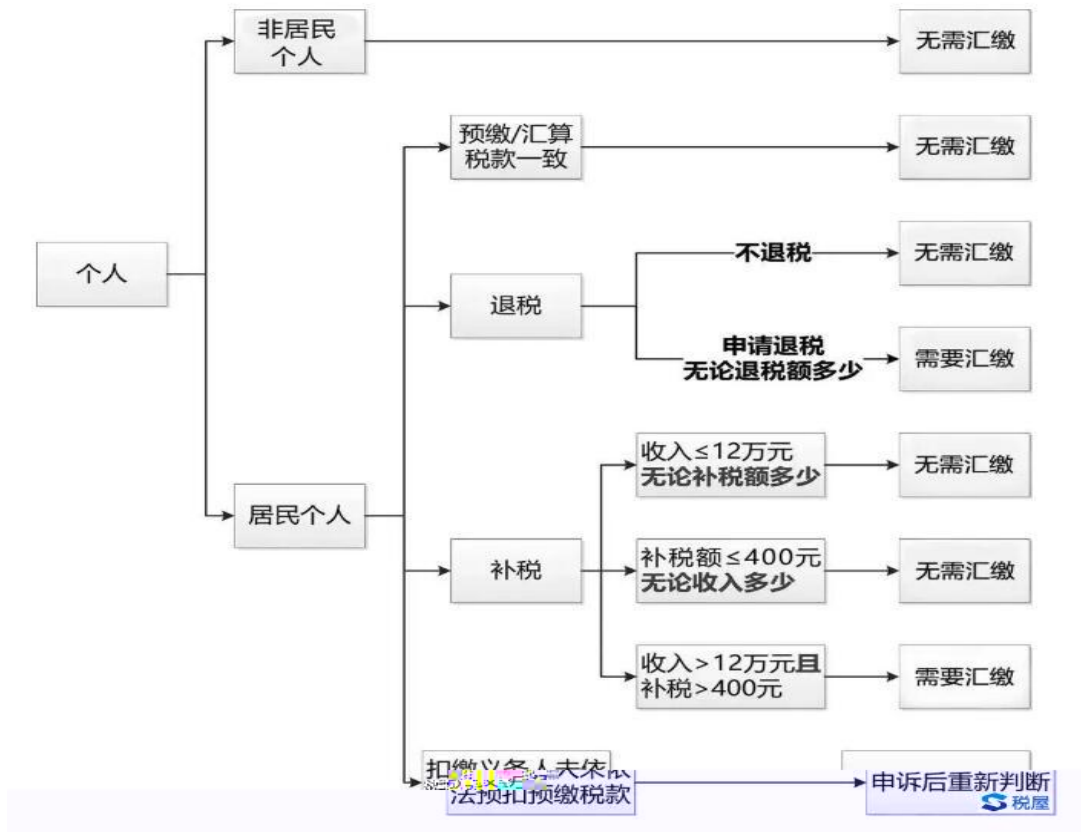 非居民
个人
无需汇缴
预缴/汇算
税款一致
无需汇缴
个人
不退税
无需汇缴
退税
申请退税
无论退税额多少
需要汇缴
收入≤12万元
无论补税额多少
无需汇缴
居民个人
补税
补税额≤400元
无论收入多少
无需汇缴
收入>12万元且
补税>400元
需要汇缴
扣缴义务人未依
法预扣预缴税款
申诉后重新判断
税屋